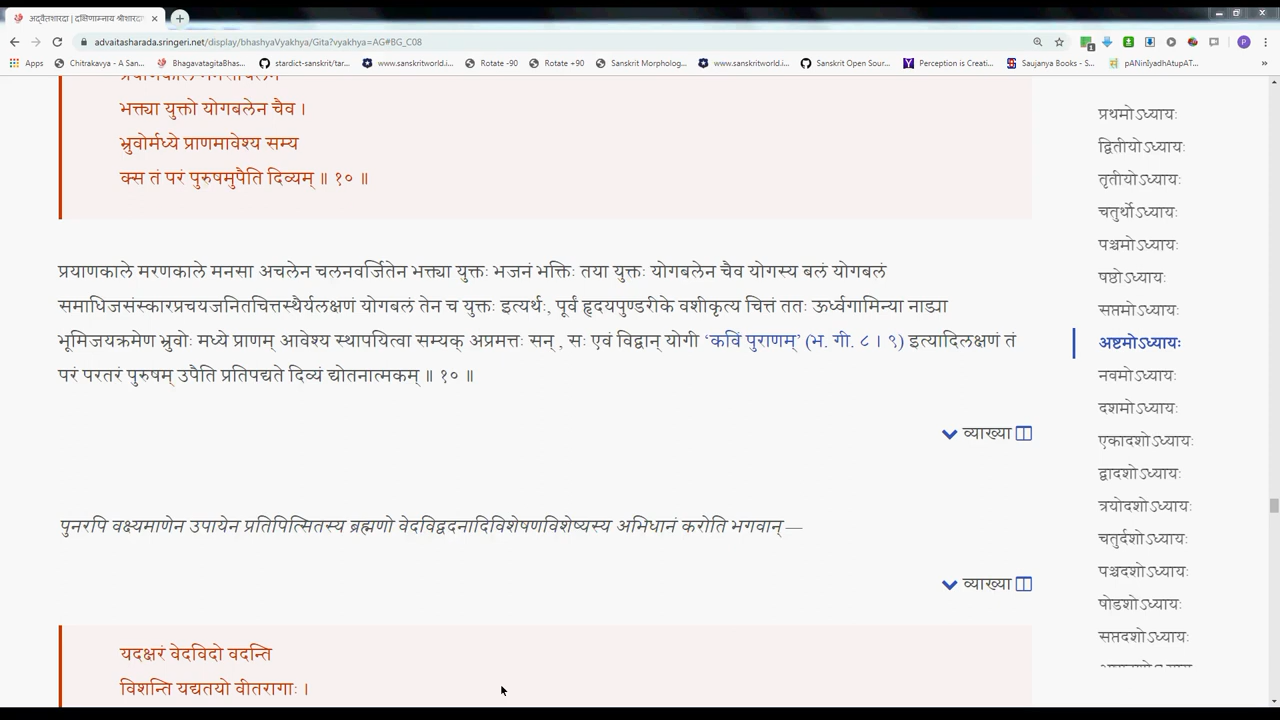 अद्वैतशारदा | दक्षिणाम्नाय श्रीशारदा
advaitasharada.sringeri.net/display/bhashyaVyakhya/Gita?vyakhya=AG#BG_C08
Apps Chitrakavya - A San... BhagavatagitaBhas... stardict-sanskrit/tar... www.sanskritworld.i... Rotate -90 Rotate +90 Sanskrit Morpholog... www.sanskritworld.i... Sanskrit Open Sour... Perception is Creati... Saujanya Books - S... pANinIyadhAtupAT... »
भक्त्या युक्तो योगबलेन चैव ।
भ्रुवोर्मध्ये प्राणमावेश्य सम्य
क्स तं परं पुरुषमुपैति दिव्यम् ॥ १० ॥
प्रयाणकाले मरणकाले मनसा अचलेन चलनवर्जितेन भक्त्या युक्तः भजनं भक्तिः तया युक्तः योगबलेन चैव योगस्य बलं योगबलं
समाधिजसंस्कारप्रचयजनितचित्तस्थैर्यलक्षणं योगबलं तेन च युक्तः इत्यर्थः, पूर्वं हृदयपुण्डरीके वशीकृत्य चित्तं ततः ऊर्ध्वगामिन्या नाड्या
भूमिजयक्रमेण भ्रुवोः मध्ये प्राणम् आवेश्य स्थापयित्वा सम्यक् अप्रमत्तः सन् , सः एवं विद्वान् योगी ‘कविं पुराणम्’ (भ. गी. ८ । ९) इत्यादिलक्षणं तं
परं परतरं पुरुषम् उपैति प्रतिपद्यते दिव्यं द्योतनात्मकम् ॥ १० ॥
व्याख्या
पुनरपि वक्ष्यमाणेन उपायेन प्रतिपित्सितस्य ब्रह्मणो वेदविद्वदनादिविशेषणविशेष्यस्य अभिधानं करोति भगवान् —
व्याख्या
यदक्षरं वेदविदो वदन्ति
विशन्ति यद्यतयो वीतरागाः ।
प्रथमोऽध्यायः
द्वितीयोऽध्यायः
तृतीयोऽध्यायः
चतुर्थोऽध्यायः
पञ्चमोऽध्यायः
षष्ठोऽध्यायः
सप्तमोऽध्यायः
अष्टमोऽध्यायः
नवमोऽध्यायः
दशमोऽध्यायः
एकादशोऽध्यायः
द्वादशोऽध्यायः
त्रयोदशोऽध्यायः
चतुर्दशोऽध्यायः
पञ्चदशोऽध्यायः
षोडशोऽध्यायः
सप्तदशोऽध्यायः